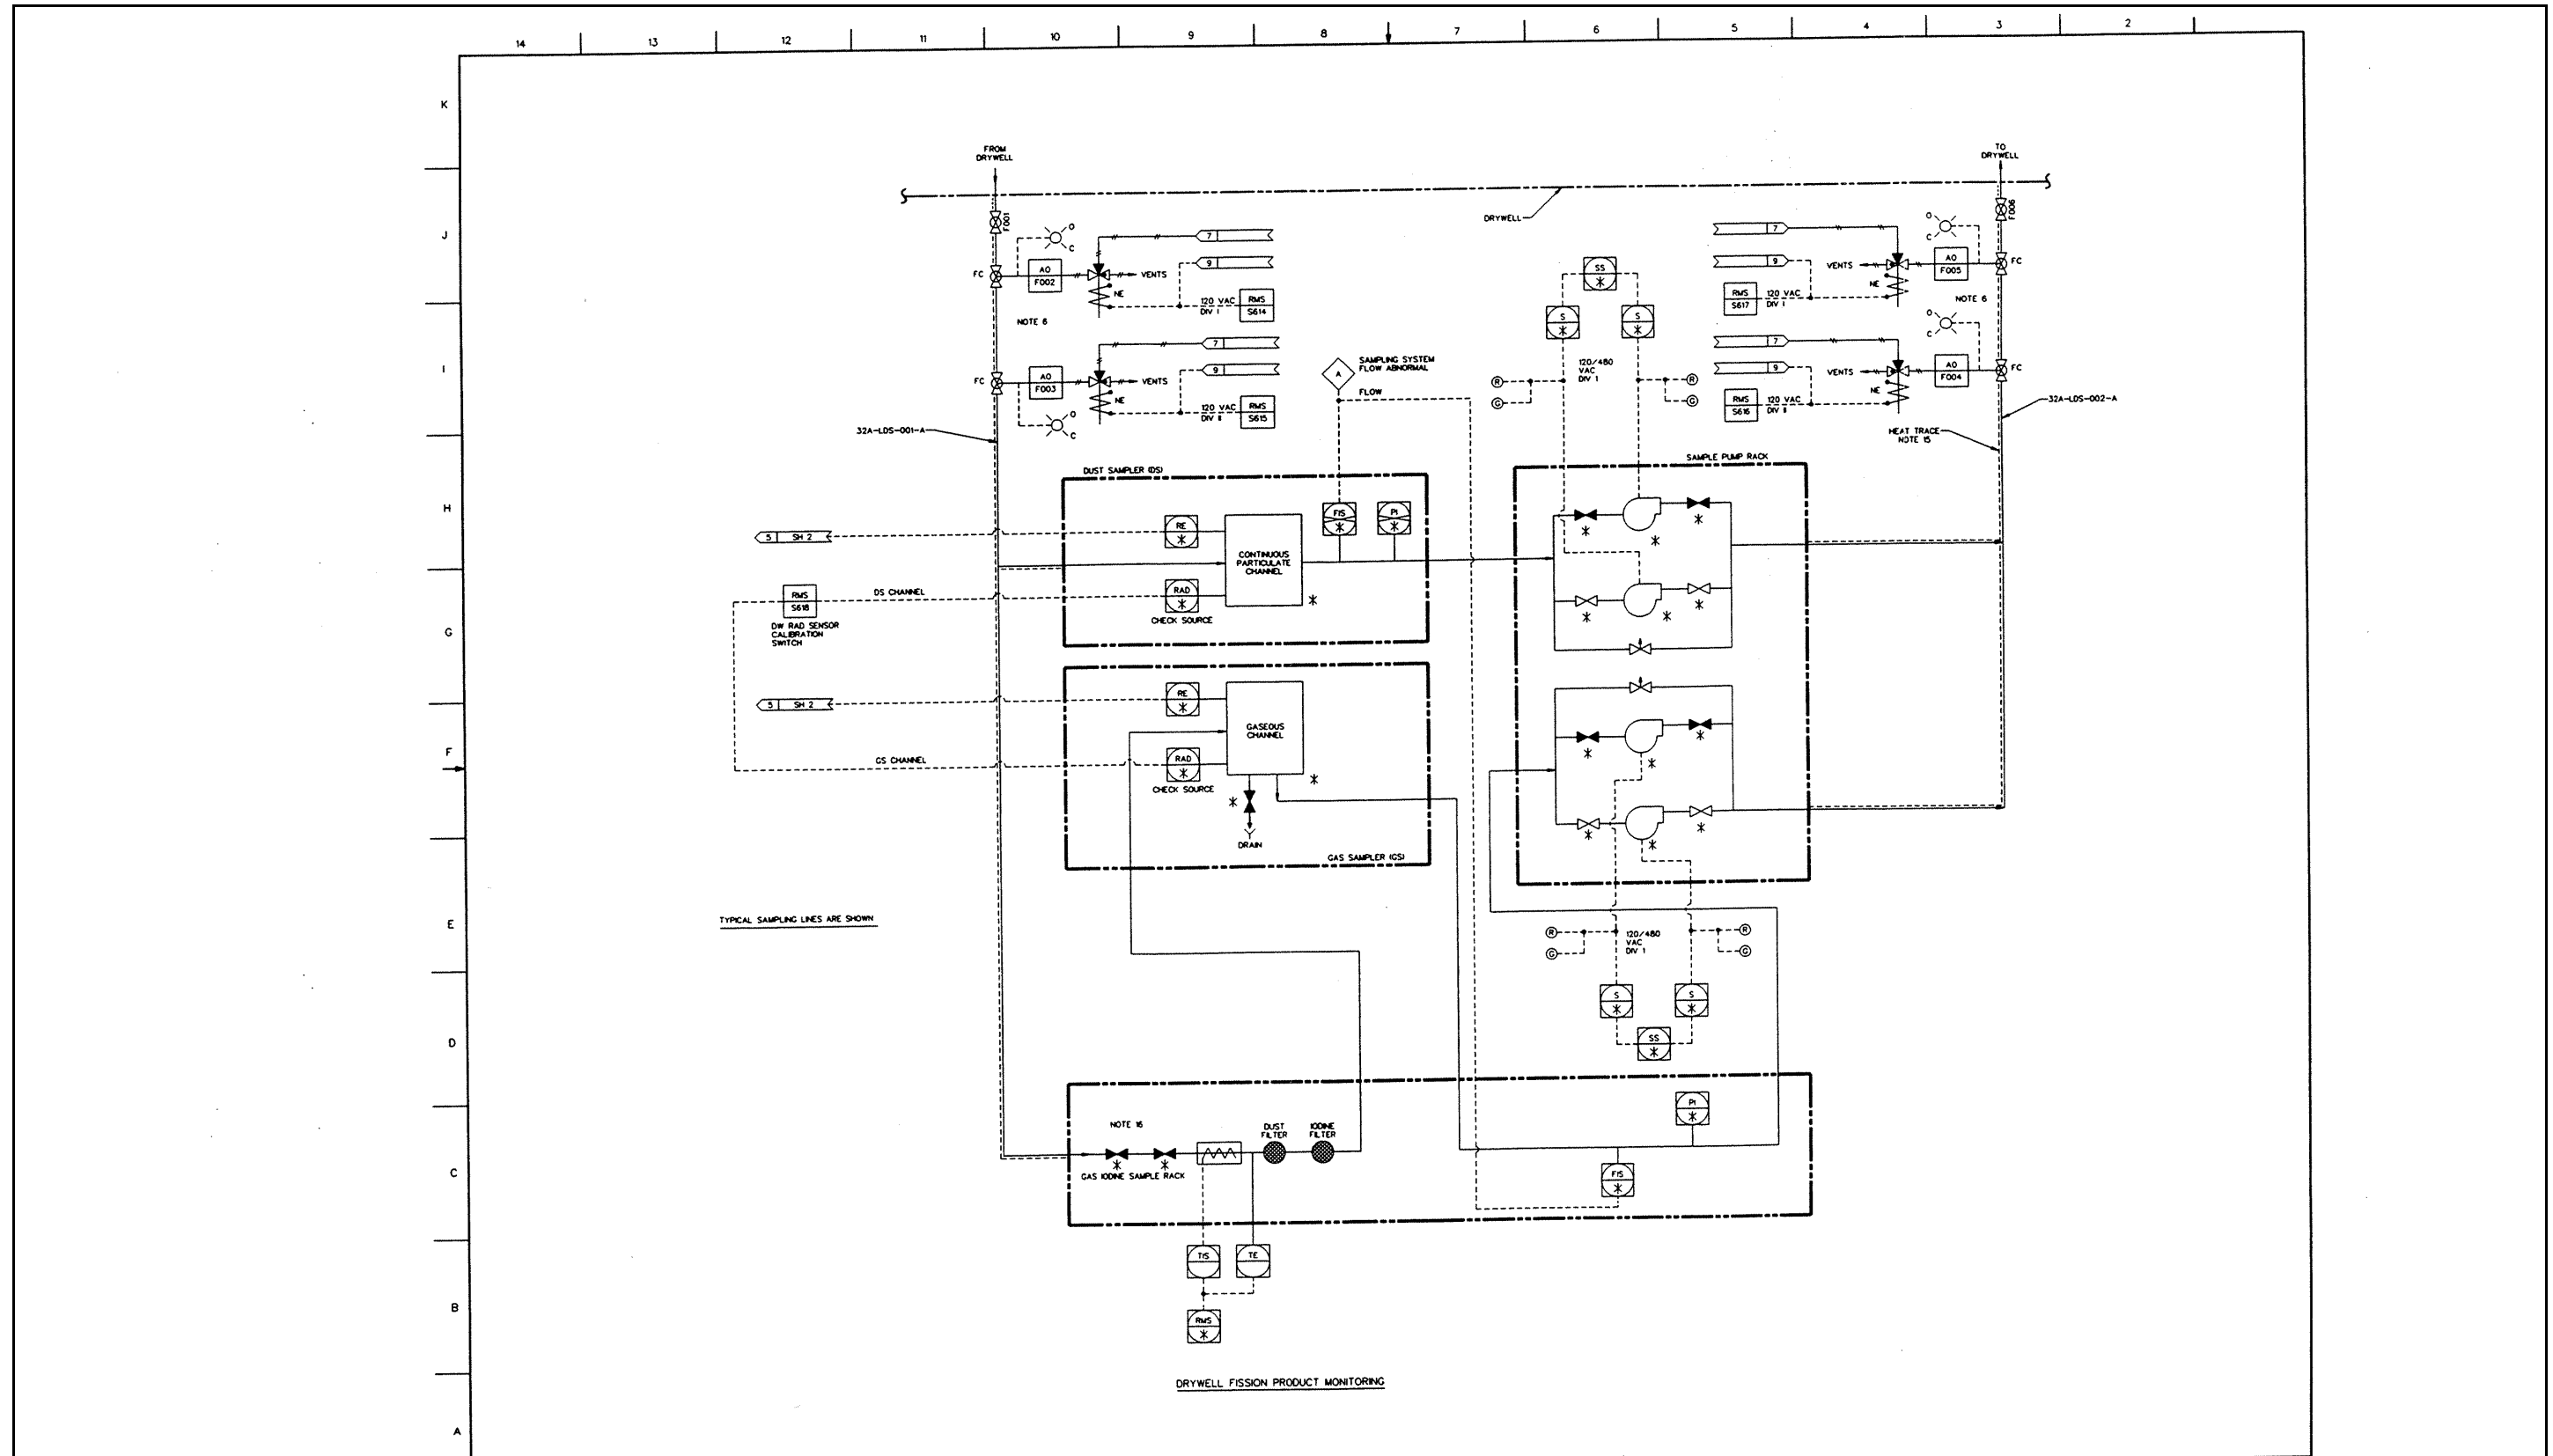 14 13 12 11 10 9 8 7 6 5 4 3 2
K
J
I
H
G
F
E
D
C
B
A
FROM
DRYWELL
TO
DRYWELL
DRYWELL
F001
F006
O
C
7
9
FC
AO
F002
VENTS
NE
120 VAC
DIV I
RMS
S614
NOTE 6
7
9
FC
AO
F003
VENTS
NE
120 VAC
DIV II
RMS
S615
O
C
32A-LDS-001-A
SAMPLING SYSTEM
FLOW ABNORMAL
A
FLOW
SS
S
S
120/480
VAC
DIV 1
R
G
R
G
7
9
O
C
VENTS
AO
F005
FC
NE
RMS
S617
120 VAC
DIV I
NOTE 6
O
C
7
9
VENTS
AO
F004
FC
NE
RMS
S616
120 VAC
DIV II
32A-LDS-002-A
HEAT TRACE
NOTE 15
DUST SAMPLER (DS)
SAMPLE PUMP RACK
5 SH 2
RE
CONTINUOUS
PARTICULATE
CHANNEL
FIS
PI
RMS
S618
DS CHANNEL
RAD
CHECK SOURCE
DW RAD SENSOR
CALIBRATION
SWITCH
5 SH 2
RE
GASEOUS
CHANNEL
GS CHANNEL
RAD
CHECK SOURCE
DRAIN
GAS SAMPLER (GS)
TYPICAL SAMPLING LINES ARE SHOWN
R
G
120/480
VAC
DIV 1
R
G
S
S
SS
NOTE 16
DUST
FILTER
IODINE
FILTER
GAS IODINE SAMPLE RACK
PI
FIS
TIS
TE
RMS
DRYWELL FISSION PRODUCT MONITORING